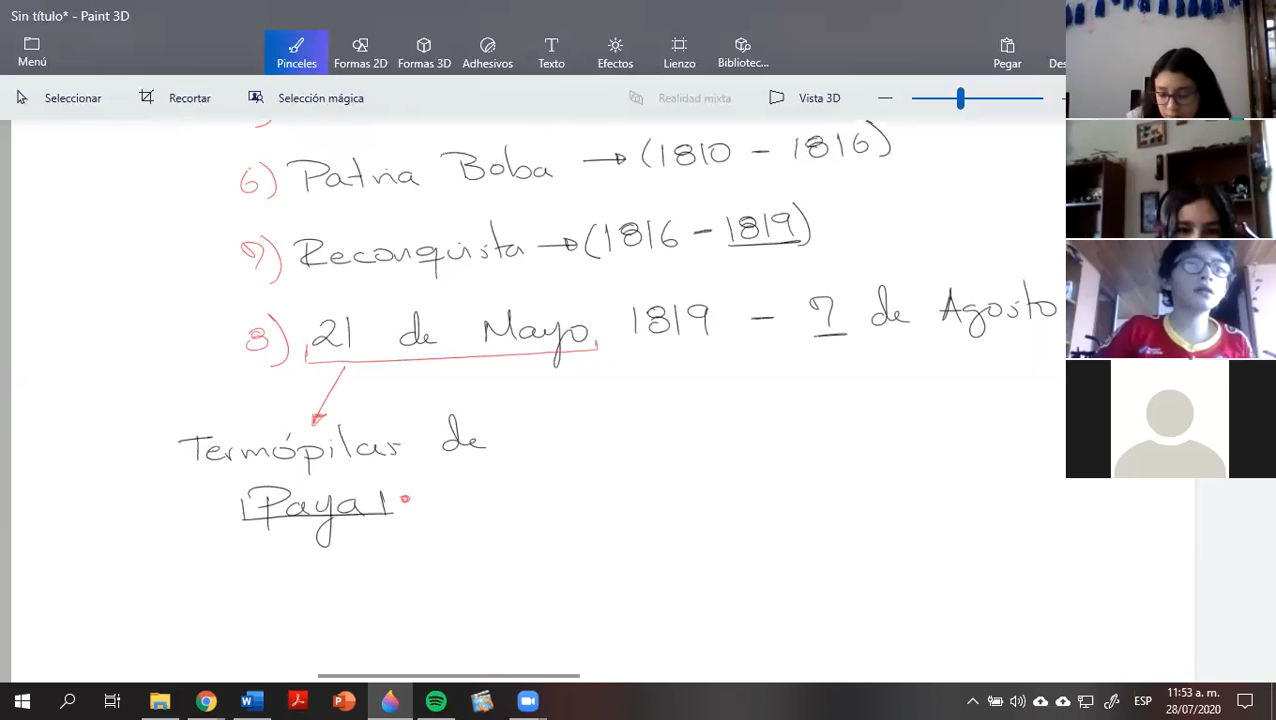 Sin título* - Paint 3D
Menú
Pinceles
Formas 2D
Formas 3D
Adhesivos
Texto
Efectos
Lienzo
Bibliotec...
Pegar
Des
Seleccionar
Recortar
Selección mágica
Realidad mixta
Vista 3D
6) Patria Boba → (1810 - 1816)
7) Reconquista → (1816 - 1819)
8) 21 de Mayo 1819 - 7 de Agosto
Termópilas de
Paya
ESP
11:53 a. m.
28/07/2020